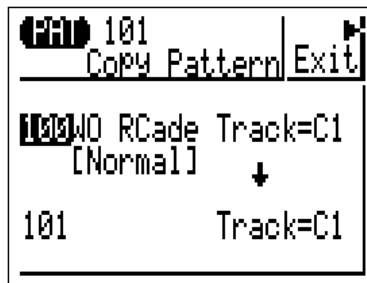 PAT 101
Copy Pattern Exit
100WO RCade Track=C1
[Normal]
101 Track=C1